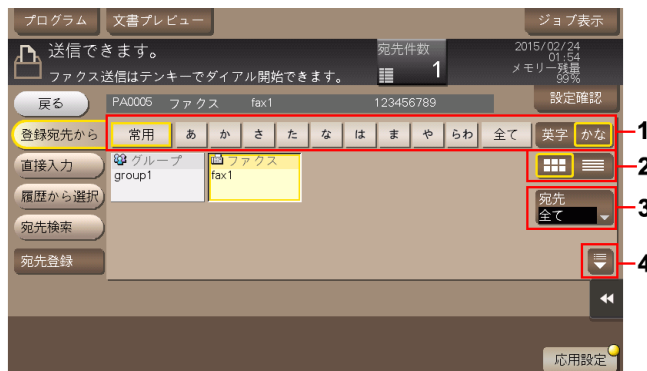 プログラム 文書プレビュー ジョブ表示
送信できます。
ファクス送信はテンキーでダイアル開始できます。
宛先件数
1
2015/02/24
01:54
メモリー残量
99%
戻る PA0005 ファクス fax1 123456789 設定確認
登録宛先から 常用 あ か さ た な は ま や らわ 全て 英字 かな 1
直接入力 グループ ファクス 2
group1 fax1
履歴から選択 宛先 3
全て
宛先検索
宛先登録 4
応用設定